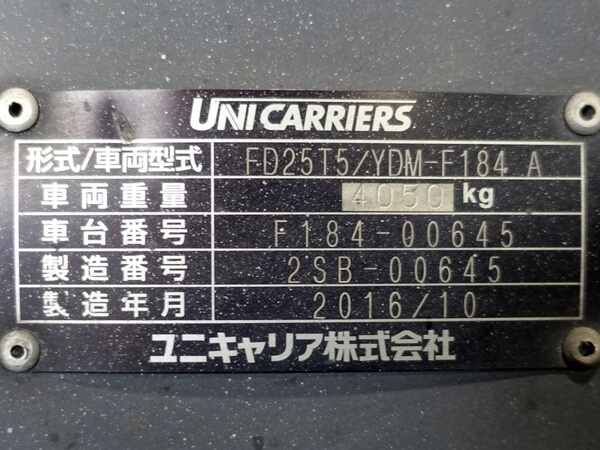 UNICARRIERS
形式/車両型式 FD25T5/YDM-F184 A
車両重量 4050 kg
車台番号 F184-00645
製造番号 2SB-00645
製造年月 2016/10
ユニキャリア株式会社